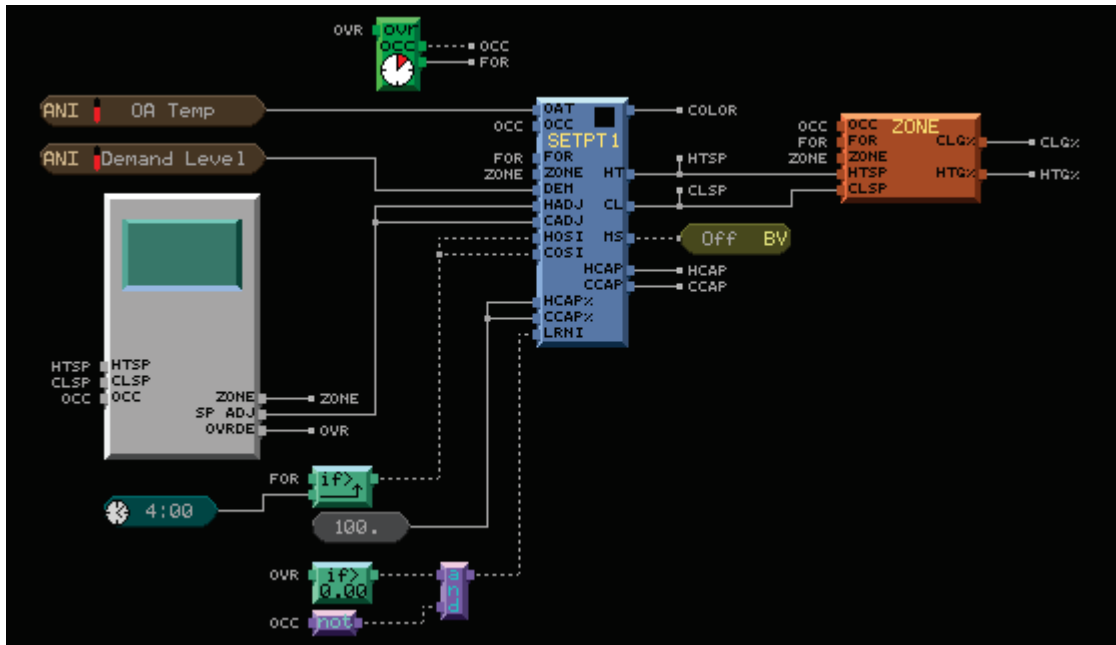 OVR ovr
OCC OCC
FOR
ANI OA Temp
ANI Demand Level
OAT COLOR
OCC OCC
SETPT1
FOR FOR
ZONE ZONE HT HTSP
DEM
HADJ CL CLSP
CADJ
HOSI MS Off BV
COSI
HCAP HCAP
CCAP CCAP
HCAP%
CCAP%
LRNI
OCC OCC ZONE
FOR FOR CLG% CLG%
ZONE ZONE
HTSP HTG% HTG%
CLSP
HTSP HTSP
CLSP CLSP
OCC OCC ZONE ZONE
SP ADJ
OVRDE OVR
FOR if>
4:00
100.
OVR if>
0.00
and
OCC not